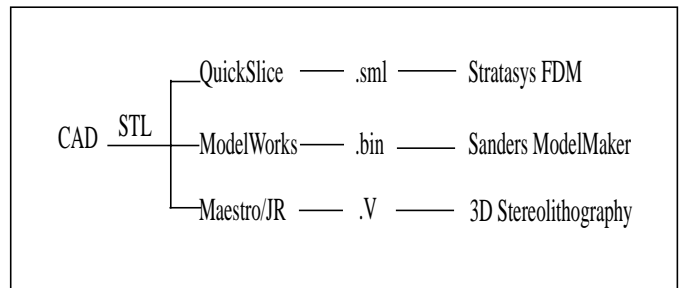 QuickSlice .sml Stratasys FDM
STL
CAD
ModelWorks .bin Sanders ModelMaker
Maestro/JR .V 3D Stereolithography